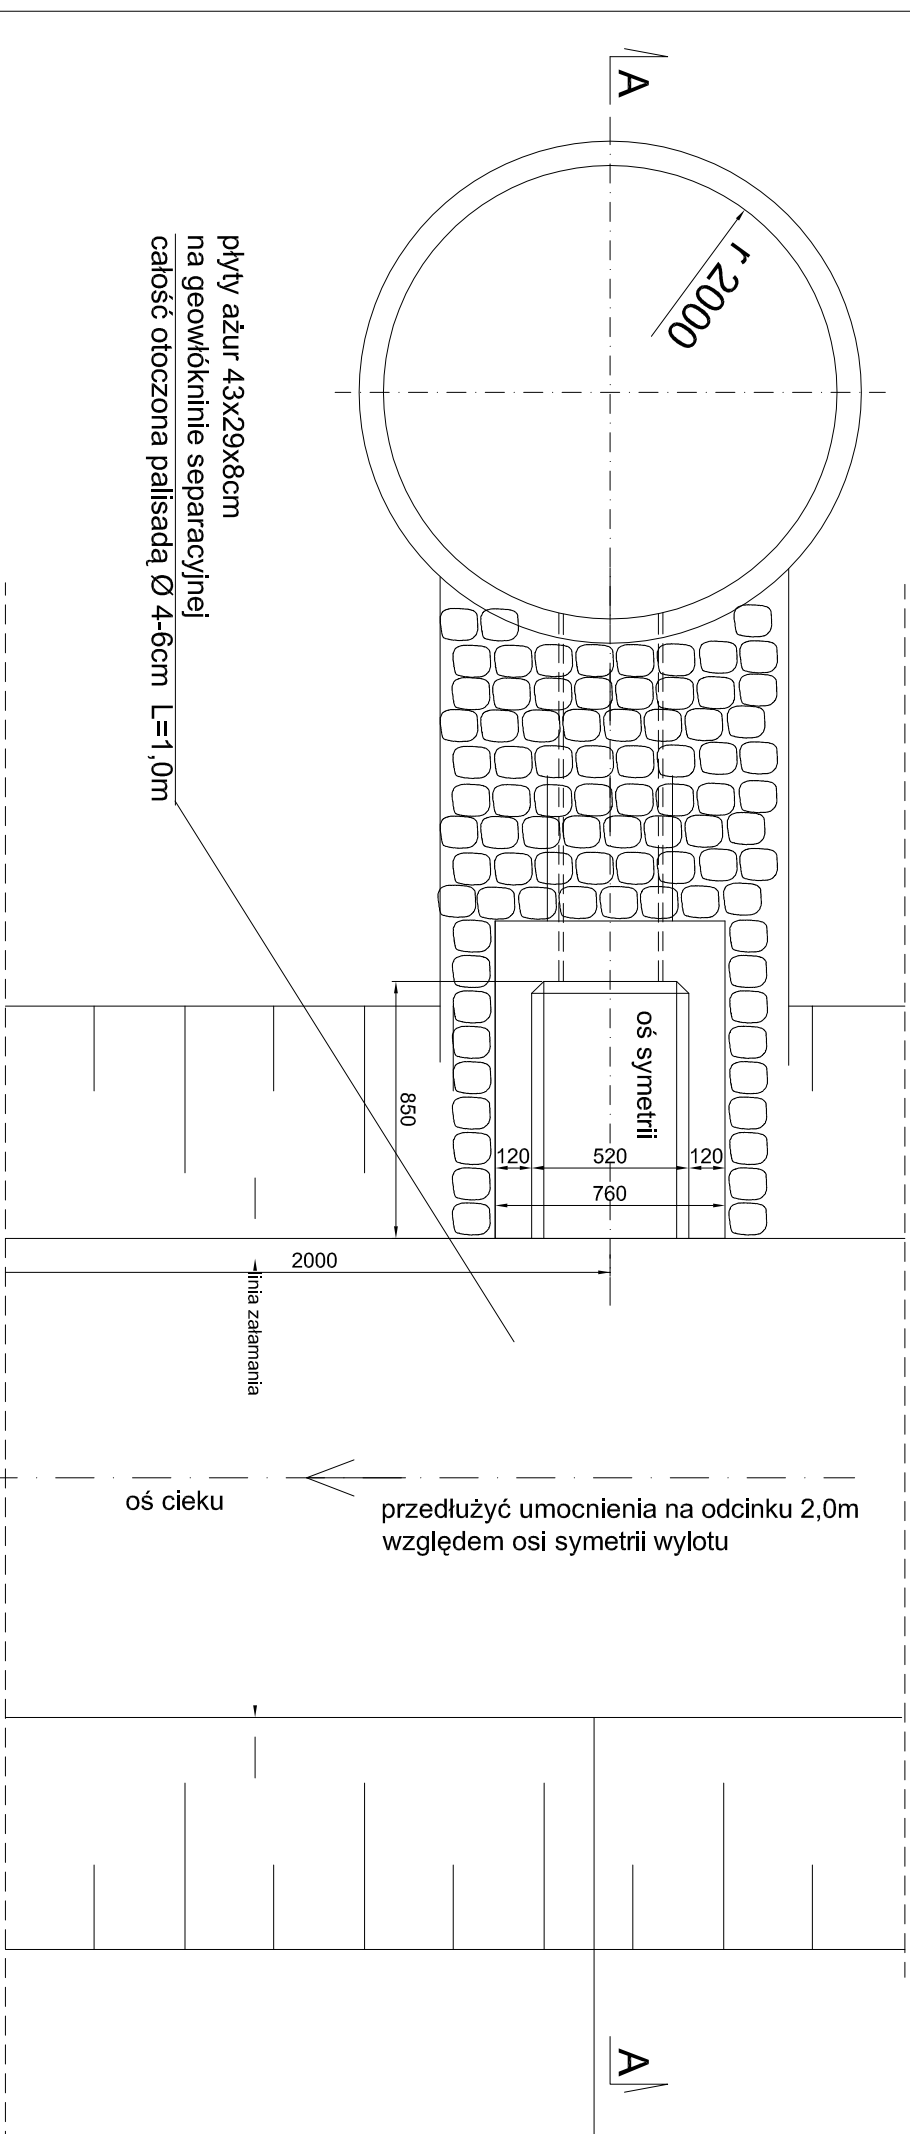 A
r 2000
płyty ażur 43x29x8cm
na geowłókninie separacyjnej
całość otoczona palisadą Ø 4-6cm L=1,0m
oś symetrii
850
120
520
120
760
2000
linia załamania
oś cieku
przedłużyć umocnienia na odcinku 2,0m
względem osi symetrii wylotu
A